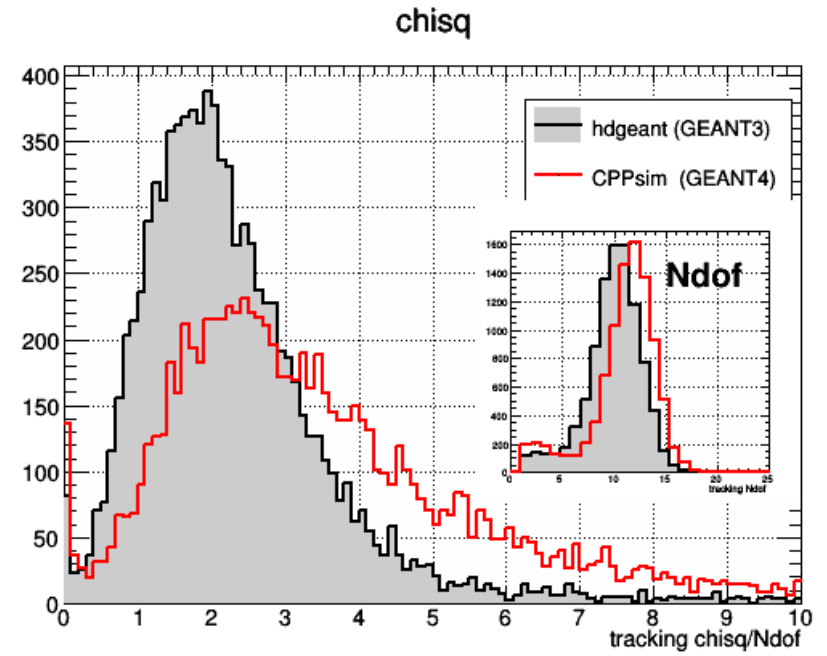 chisq
400
350
300
250
200
150
100
50
0
hdgeant (GEANT3)
CPPsim (GEANT4)
Ndof
1600
1400
1200
1000
800
600
400
200
0
0 5 10 15 20 25
tracking Ndof
0 1 2 3 4 5 6 7 8 9 10
tracking chisq/Ndof